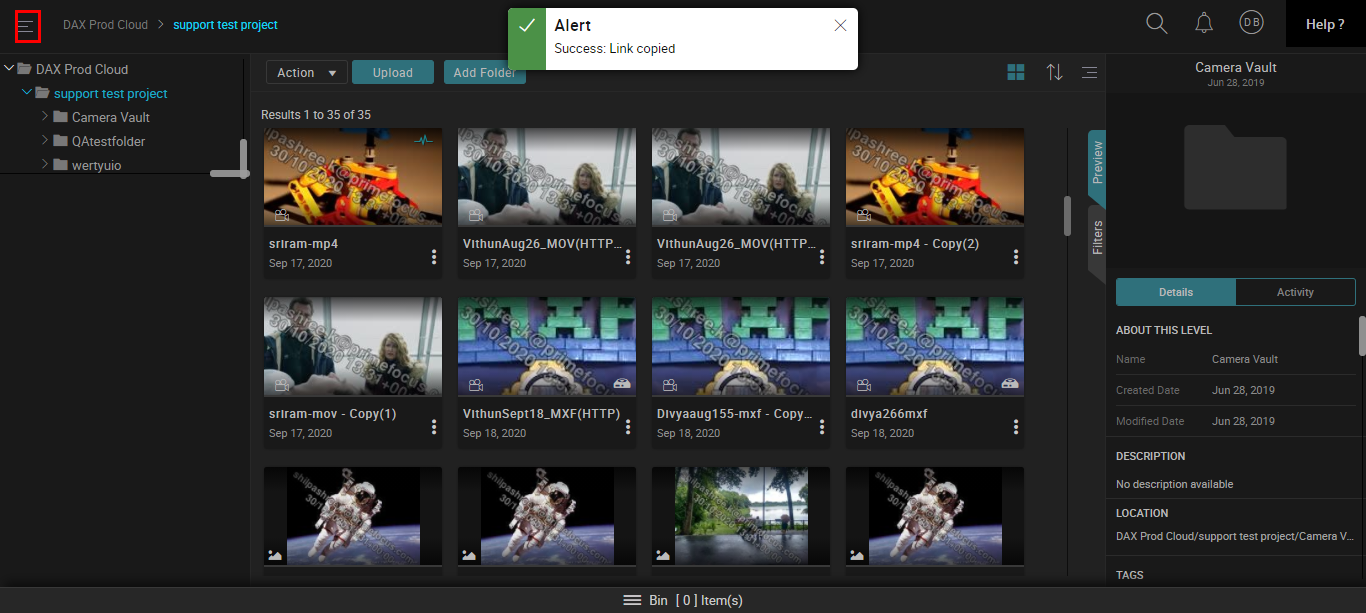 DAX Prod Cloud > support test project
Alert
Success: Link copied
DB
Help ?
DAX Prod Cloud
support test project
Camera Vault
QAtestfolder
wertyuio
Action
Upload
Add Folder
Results 1 to 35 of 35
sriram-mp4
Sep 17, 2020
VithunAug26_MOV(HTTP...
Sep 17, 2020
VithunAug26_MOV(HTTP...
Sep 17, 2020
sriram-mp4 - Copy(2)
Sep 17, 2020
sriram-mov - Copy(1)
Sep 17, 2020
VithunSept18_MXF(HTTP)
Sep 18, 2020
Divyaaug155-mxf - Copy...
Sep 18, 2020
divya266mxf
Sep 18, 2020
Preview
Filters
Camera Vault
Jun 28, 2019
Details
Activity
ABOUT THIS LEVEL
Name Camera Vault
Created Date Jun 28, 2019
Modified Date Jun 28, 2019
DESCRIPTION
No description available
LOCATION
DAX Prod Cloud/support test project/Camera V...
TAGS
Bin [ 0 ] Item(s)